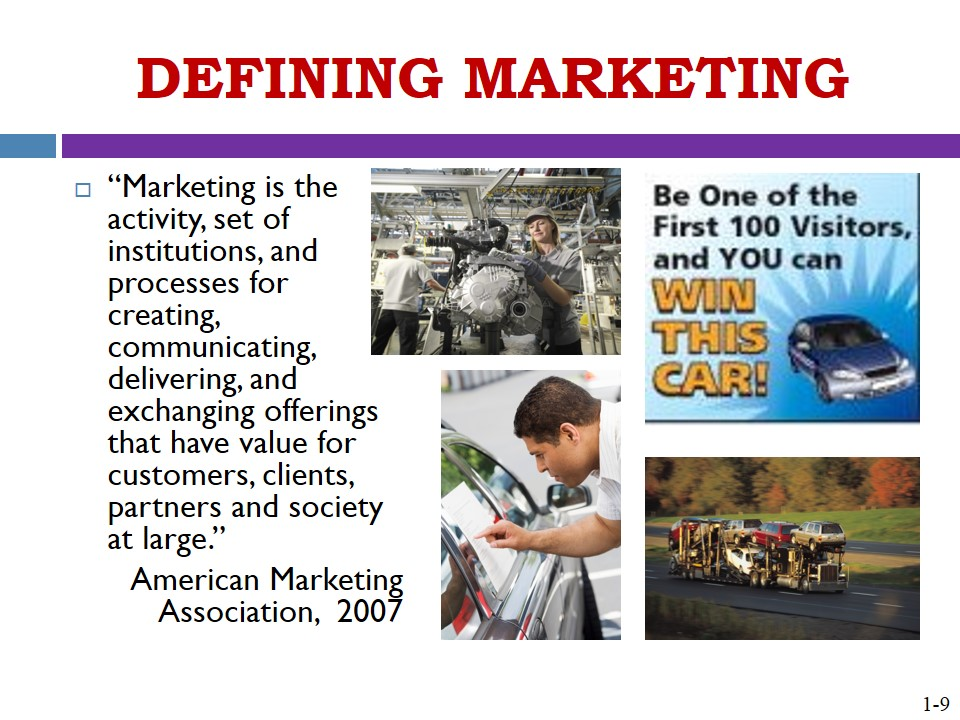 DEFINING MARKETING
“Marketing is the
activity, set of
institutions, and
processes for
creating,
communicating,
delivering, and
exchanging offerings
that have value for
customers, clients,
partners and society
at large.”
American Marketing
Association, 2007
Be One of the
First 100 Visitors,
and YOU can
WIN
THIS
CAR!
1-9